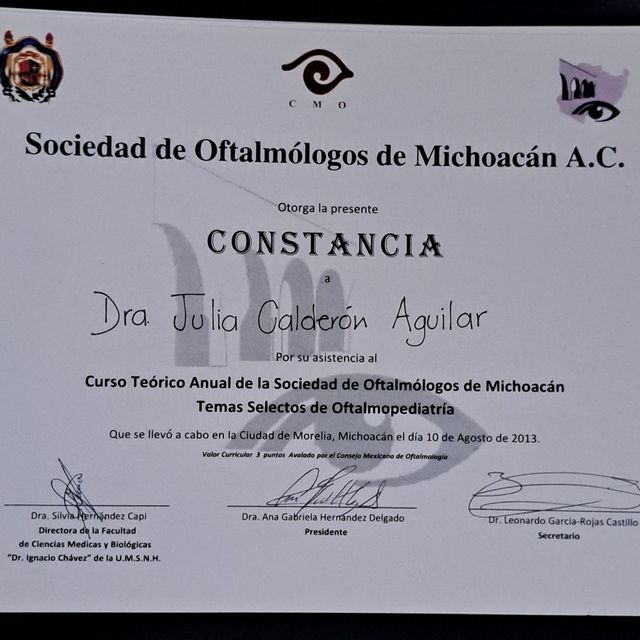 C M O
Sociedad de Oftalmólogos de Michoacán A.C.
Otorga la presente
CONSTANCIA
a
Dra. Julia Calderón Aguilar
Por su asistencia al
Curso Teórico Anual de la Sociedad de Oftalmólogos de Michoacán
Temas Selectos de Oftalmopediatría
Que se llevó a cabo en la Ciudad de Morelia, Michoacán el día 10 de Agosto de 2013.
Valor Curricular 3 puntos Avalado por el Consejo Mexicano de Oftalmología
Dra. Silvia Hernández Capi
Directora de la Facultad
de Ciencias Medicas y Biológicas
"Dr. Ignacio Chávez" de la U.M.S.N.H.
Dra. Ana Gabriela Hernández Delgado
Presidente
Dr. Leonardo García-Rojas Castillo
Secretario